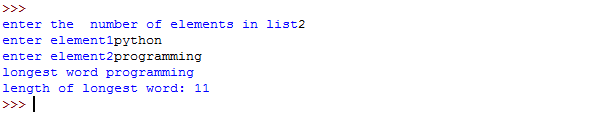 >>>
enter the  number of elements in list2
enter element1python
enter element2programming
longest word programming
length of longest word: 11
>>>